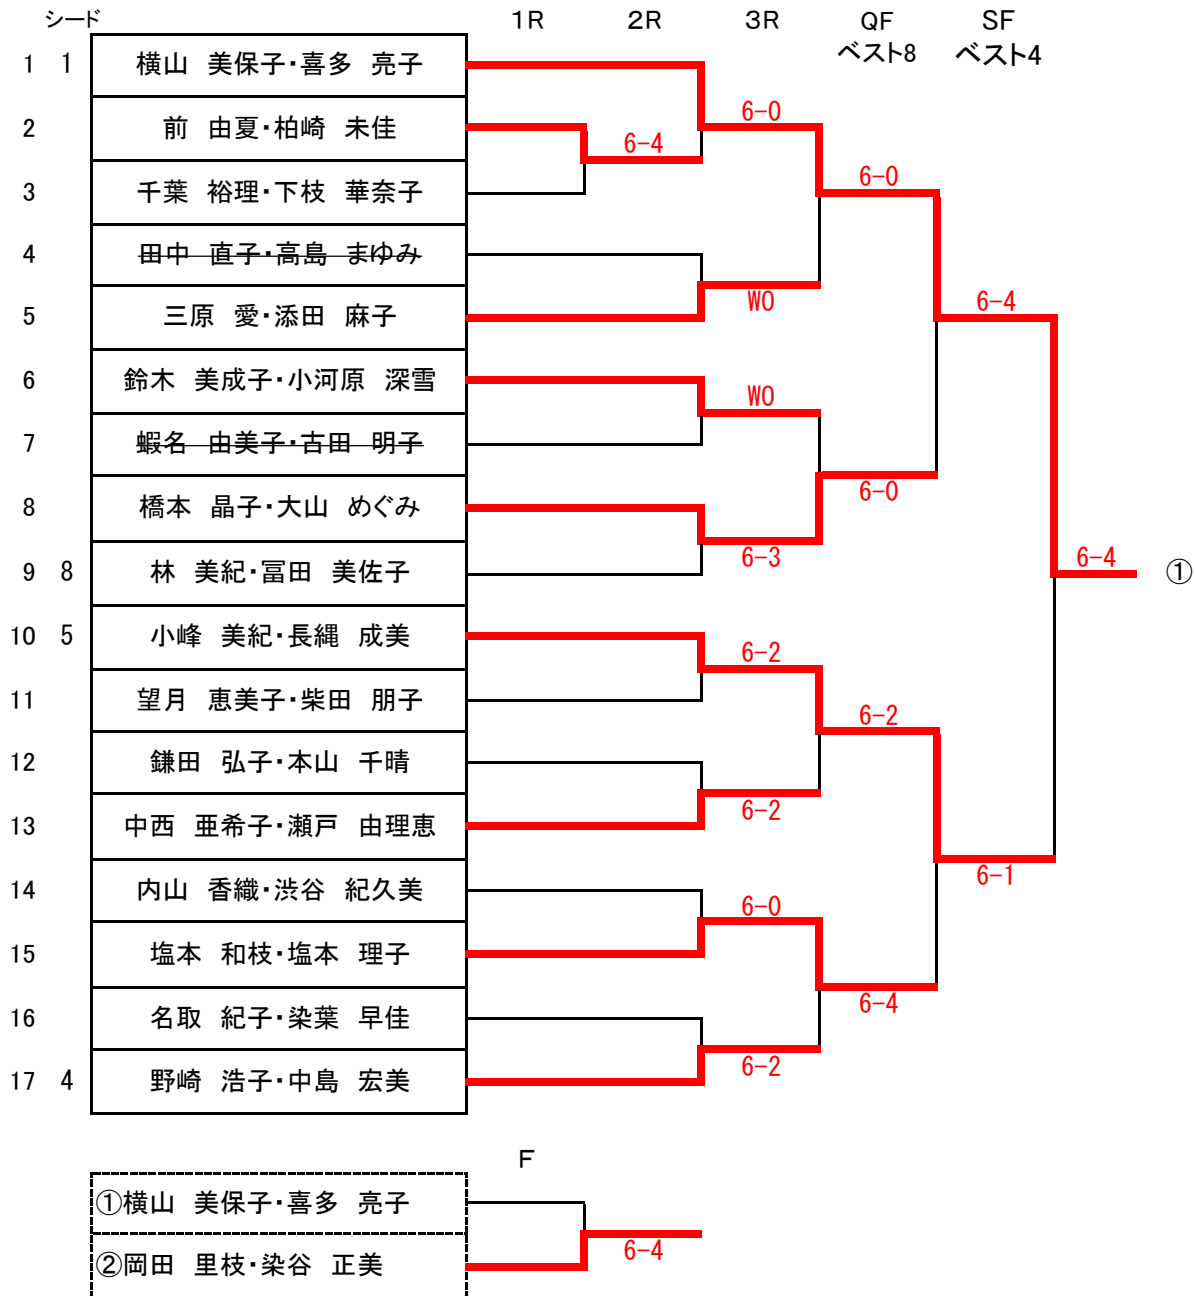 シード 1R 2R 3R QF SF
ベスト8 ベスト4
1 1 横山 美保子・喜多 亮子
6-0
2 前 由夏・柏崎 未佳
6-4
3 千葉 裕理・下枝 華奈子
6-0
4 田中 直子・高島 まゆみ
WO
5 三原 愛・添田 麻子
6-4
6 鈴木 美成子・小河原 深雪
WO
7 蝦名 由美子・古田 明子
6-0
8 橋本 晶子・大山 めぐみ
6-3
9 8 林 美紀・冨田 美佐子
6-4 ①
10 5 小峰 美紀・長縄 成美
6-2
11 望月 恵美子・柴田 朋子
6-2
12 鎌田 弘子・本山 千晴
6-2
13 中西 亜希子・瀬戸 由理恵
6-1
14 内山 香織・渋谷 紀久美
6-0
15 塩本 和枝・塩本 理子
6-4
16 名取 紀子・染葉 早佳
6-2
17 4 野崎 浩子・中島 宏美
F
①横山 美保子・喜多 亮子
6-4
②岡田 里枝・染谷 正美